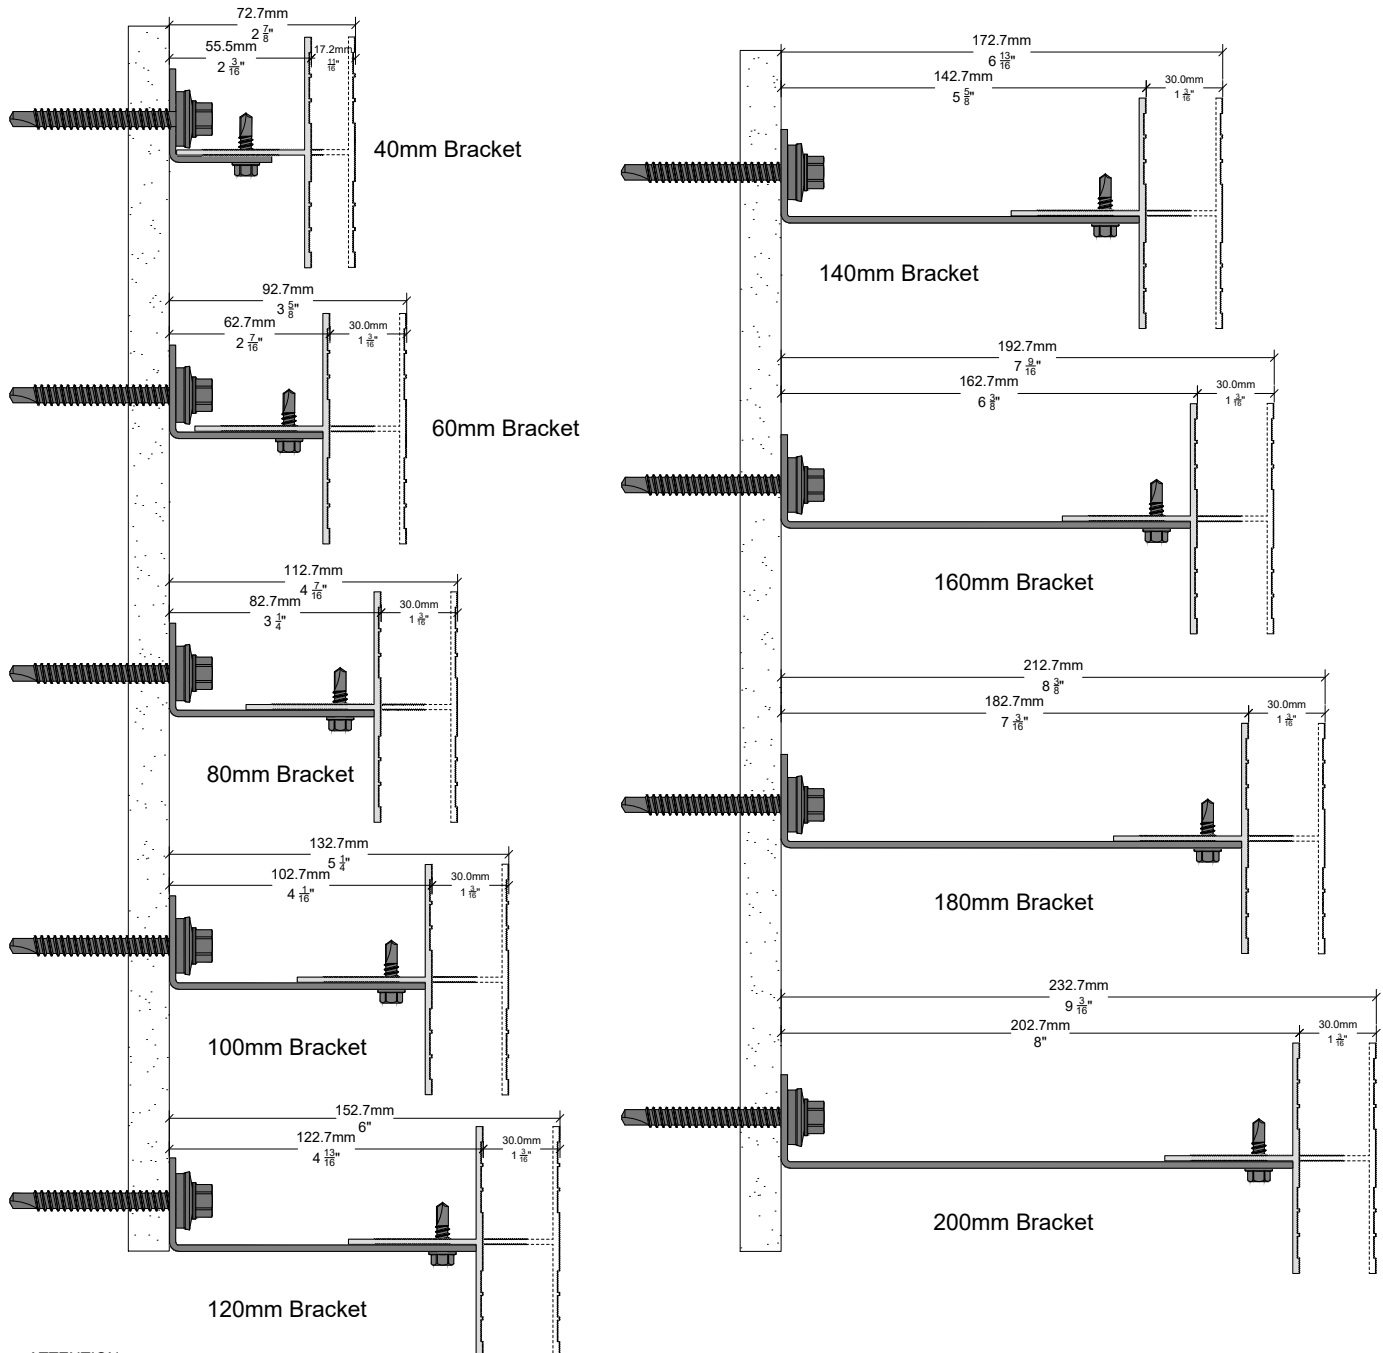 72.7mm
2 7/8"
55.5mm
2 3/16"
17.2mm
11/16"
40mm Bracket
92.7mm
3 5/8"
62.7mm
2 7/16"
30.0mm
1 3/16"
60mm Bracket
112.7mm
4 7/16"
82.7mm
3 1/4"
30.0mm
1 3/16"
80mm Bracket
132.7mm
5 1/4"
102.7mm
4 1/16"
30.0mm
1 3/16"
100mm Bracket
152.7mm
6"
122.7mm
4 13/16"
30.0mm
1 3/16"
120mm Bracket
172.7mm
6 13/16"
142.7mm
5 5/8"
30.0mm
1 3/16"
140mm Bracket
192.7mm
7 9/16"
162.7mm
6 3/8"
30.0mm
1 3/16"
160mm Bracket
212.7mm
8 3/8"
182.7mm
7 3/16"
30.0mm
1 3/16"
180mm Bracket
232.7mm
9 3/16"
202.7mm
8"
30.0mm
1 3/16"
200mm Bracket